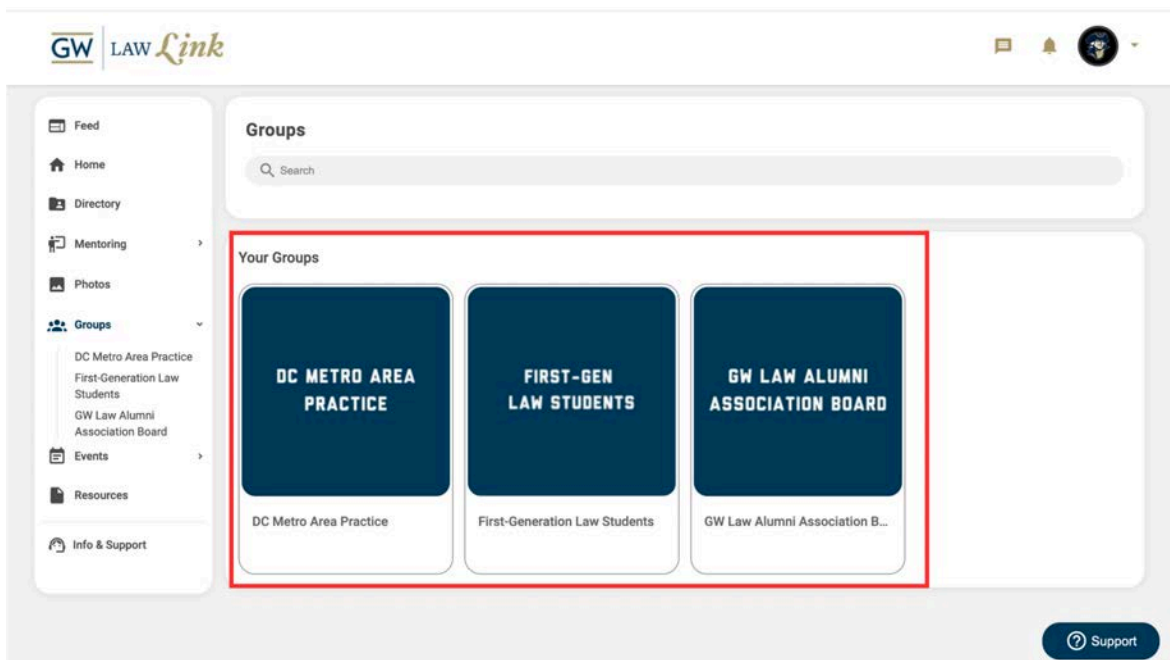 GW LAW Link
Feed
Home
Directory
Mentoring
Photos
Groups
DC Metro Area Practice
First-Generation Law
Students
GW Law Alumni
Association Board
Events
Resources
Info & Support
Groups
Search
Your Groups
DC METRO AREA
PRACTICE
DC Metro Area Practice
FIRST-GEN
LAW STUDENTS
First-Generation Law Students
GW LAW ALUMNI
ASSOCIATION BOARD
GW Law Alumni Association B...
Support